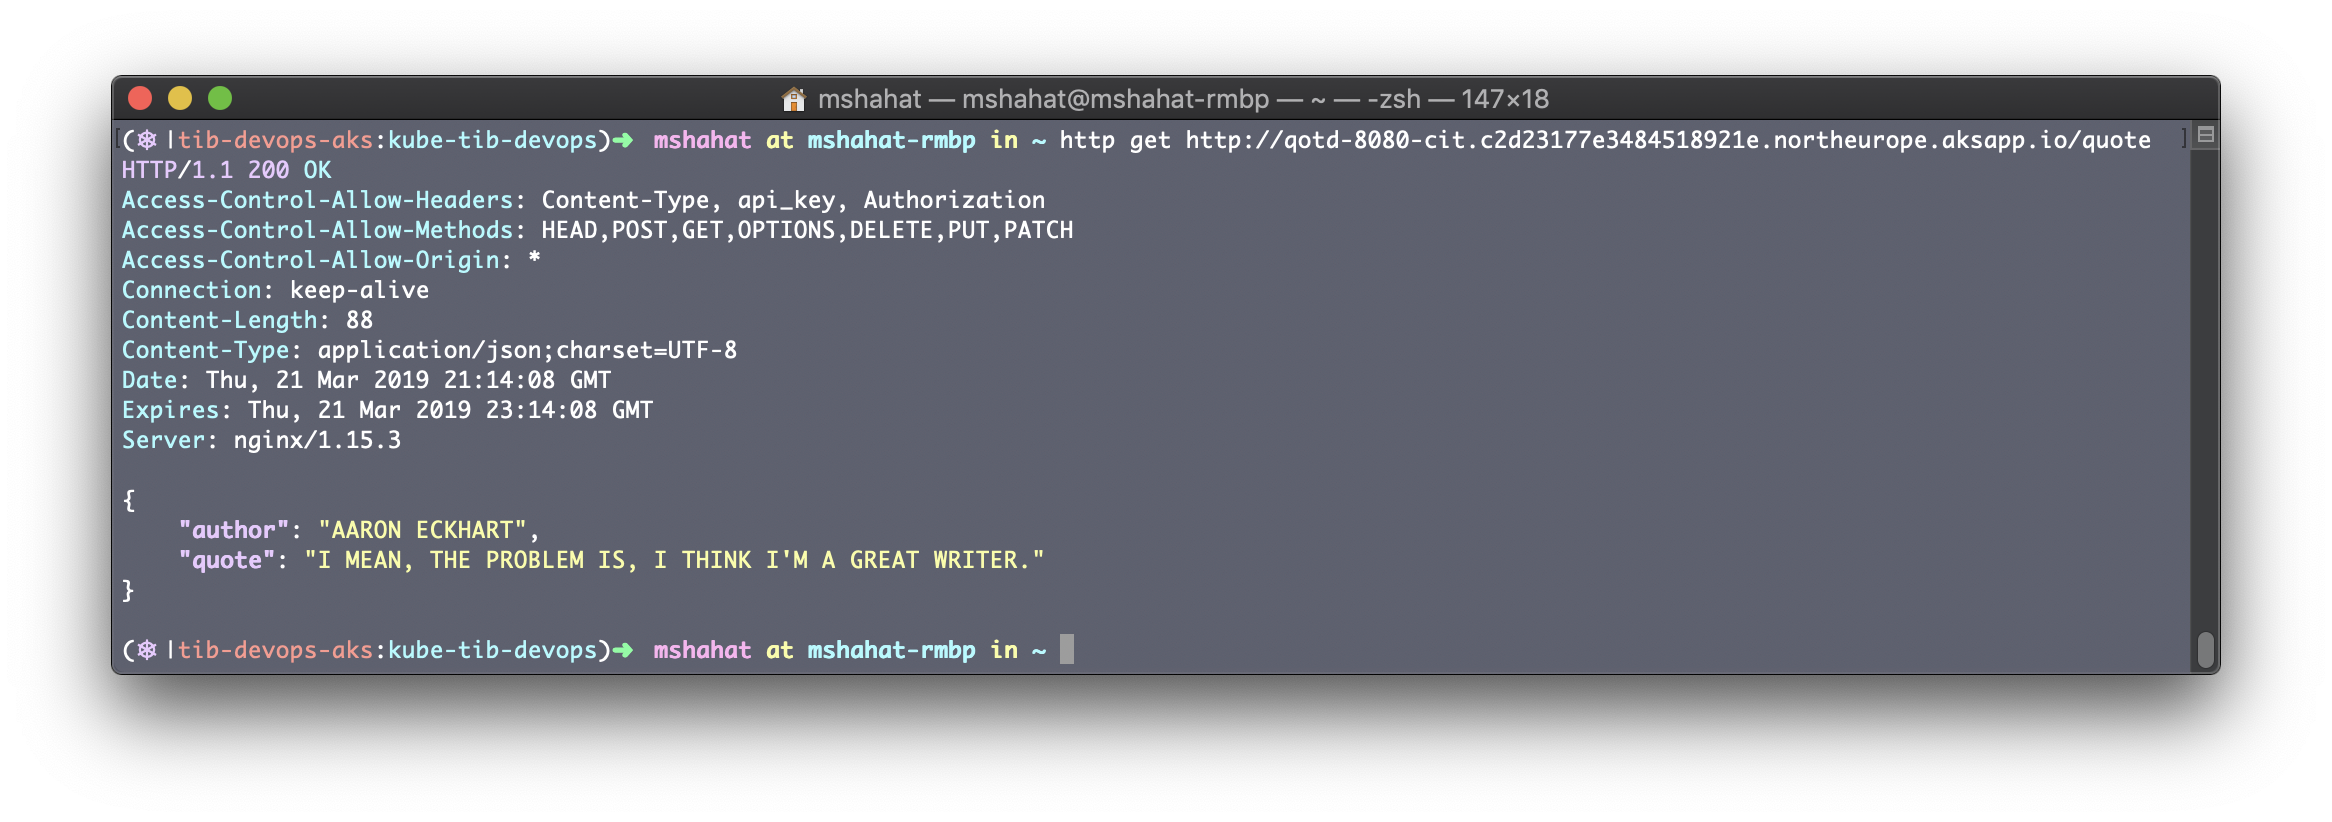 mshahat — mshahat@mshahat-rmbp — ~ — -zsh — 147×18
(⎈ |tib-devops-aks:kube-tib-devops)➜ mshahat at mshahat-rmbp in ~ http get http://qotd-8080-cit.c2d23177e3484518921e.northeurope.aksapp.io/quote
HTTP/1.1 200 OK
Access-Control-Allow-Headers: Content-Type, api_key, Authorization
Access-Control-Allow-Methods: HEAD,POST,GET,OPTIONS,DELETE,PUT,PATCH
Access-Control-Allow-Origin: *
Connection: keep-alive
Content-Length: 88
Content-Type: application/json;charset=UTF-8
Date: Thu, 21 Mar 2019 21:14:08 GMT
Expires: Thu, 21 Mar 2019 23:14:08 GMT
Server: nginx/1.15.3
{
    "author": "AARON ECKHART",
    "quote": "I MEAN, THE PROBLEM IS, I THINK I'M A GREAT WRITER."
}
(⎈ |tib-devops-aks:kube-tib-devops)➜ mshahat at mshahat-rmbp in ~